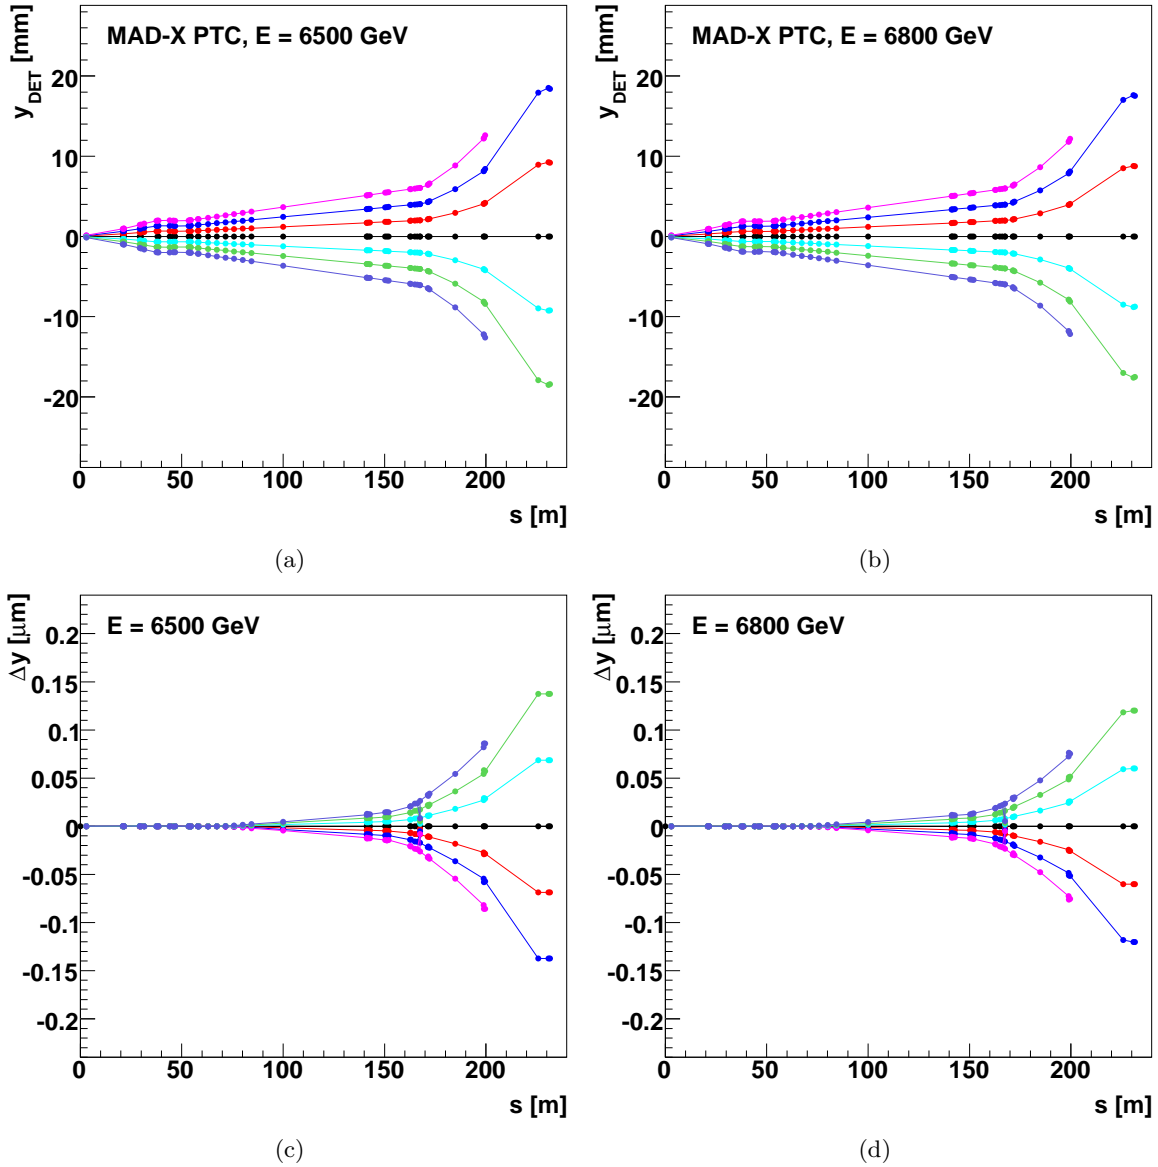 MAD-X PTC, E = 6500 GeV
y_DET [mm]
20
10
0
-10
-20
0 50 100 150 200
s [m]
(a)
MAD-X PTC, E = 6800 GeV
y_DET [mm]
20
10
0
-10
-20
0 50 100 150 200
s [m]
(b)
E = 6500 GeV
Δy [μm]
0.2
0.15
0.1
0.05
0
-0.05
-0.1
-0.15
-0.2
0 50 100 150 200
s [m]
(c)
E = 6800 GeV
Δy [μm]
0.2
0.15
0.1
0.05
0
-0.05
-0.1
-0.15
-0.2
0 50 100 150 200
s [m]
(d)